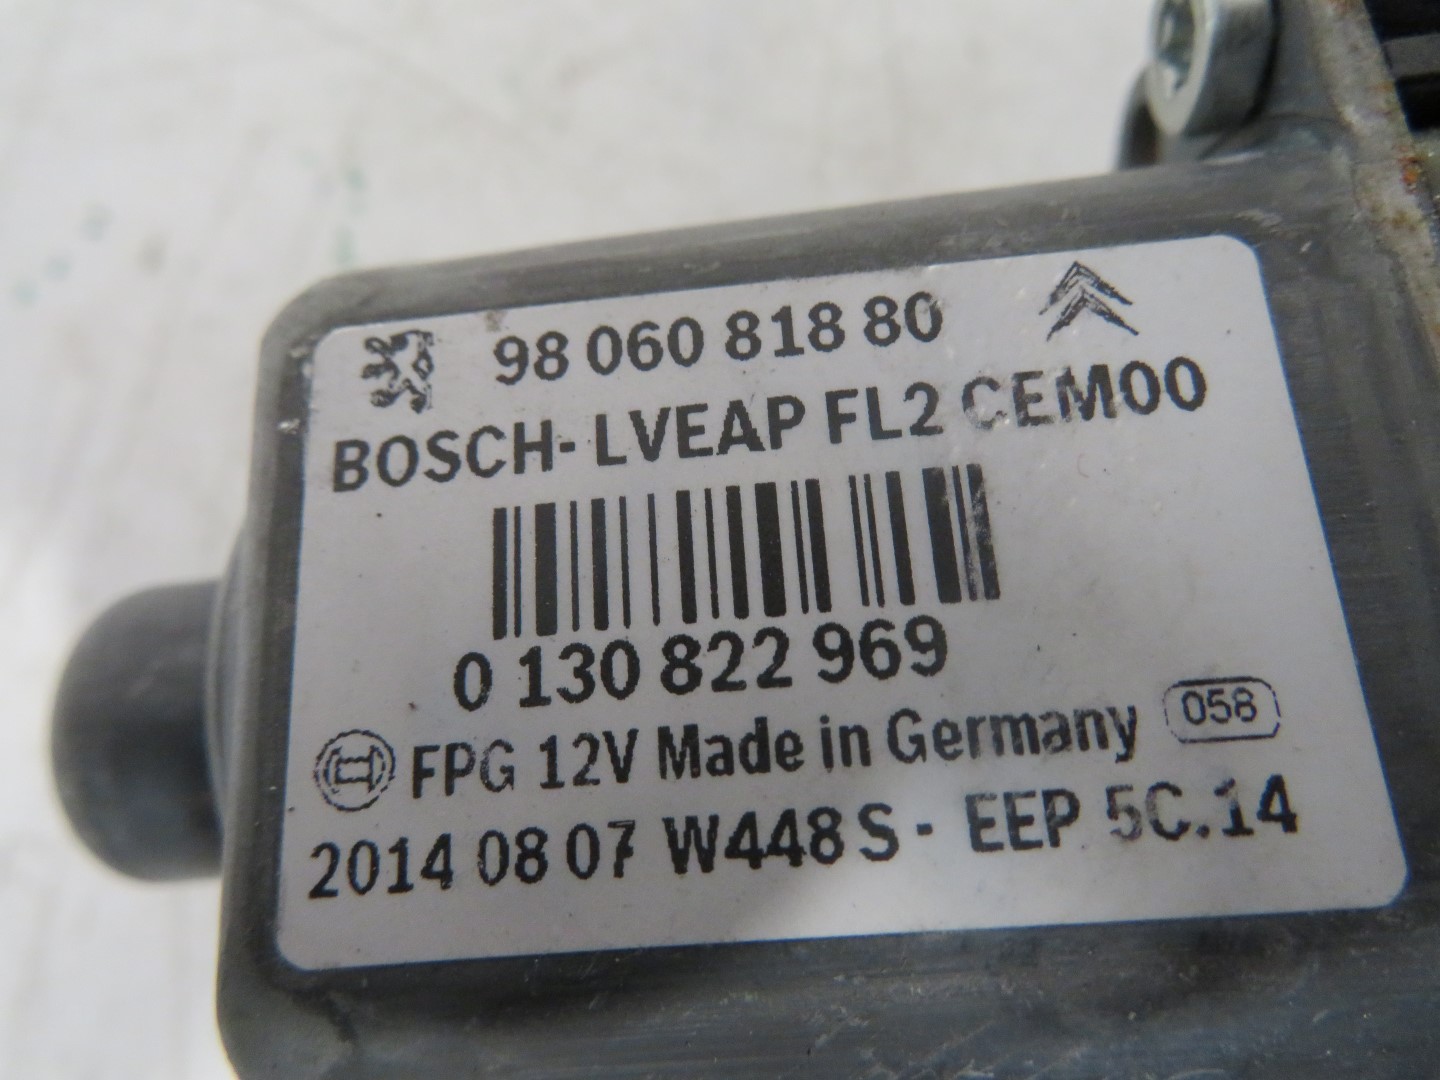 98 060 818 80
BOSCH- LVEAP FL2 CEM00
0 130 822 969
FPG 12V Made in Germany 058
2014 08 07 W448 S - EEP 5C.14